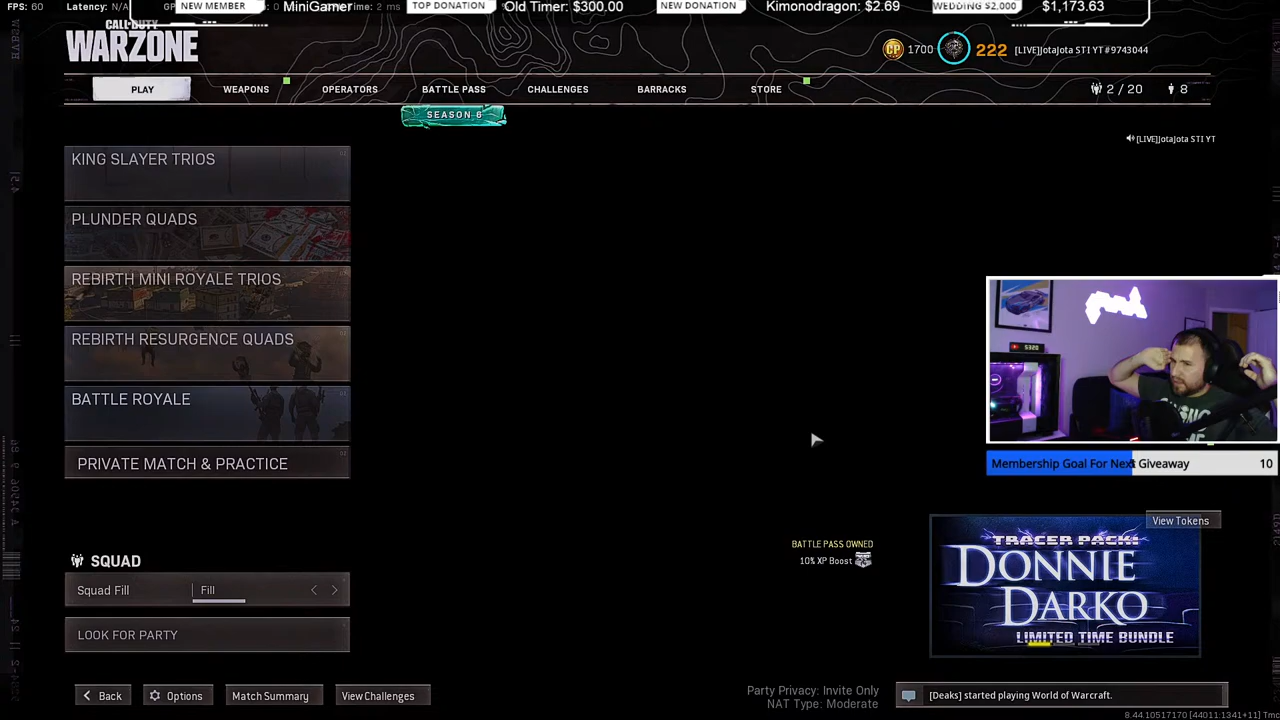 FPS: 60 Latency: N/A Time: 2 ms
NEW MEMBER MiniGamer TOP DONATION Old Timer: $300.00 NEW DONATION Kimonodragon: $2.69 WEDDING $2,000 $1,173.63
CALL OF DUTY
WARZONE
CP 1700 222 [LIVE]JotaJota STI YT#9743044
PLAY WEAPONS OPERATORS BATTLE PASS CHALLENGES BARRACKS STORE 2 / 20 8
SEASON 6
[LIVE]JotaJota STI YT
KING SLAYER TRIOS
PLUNDER QUADS
REBIRTH MINI ROYALE TRIOS
REBIRTH RESURGENCE QUADS
BATTLE ROYALE
PRIVATE MATCH & PRACTICE
Membership Goal For Next Giveaway 10
SQUAD
Squad Fill Fill
LOOK FOR PARTY
BATTLE PASS OWNED
10% XP Boost
View Tokens
TRACER PACK:
DONNIE
DARKO
LIMITED TIME BUNDLE
Back Options Match Summary View Challenges
Party Privacy: Invite Only
NAT Type: Moderate
[Deaks] started playing World of Warcraft.